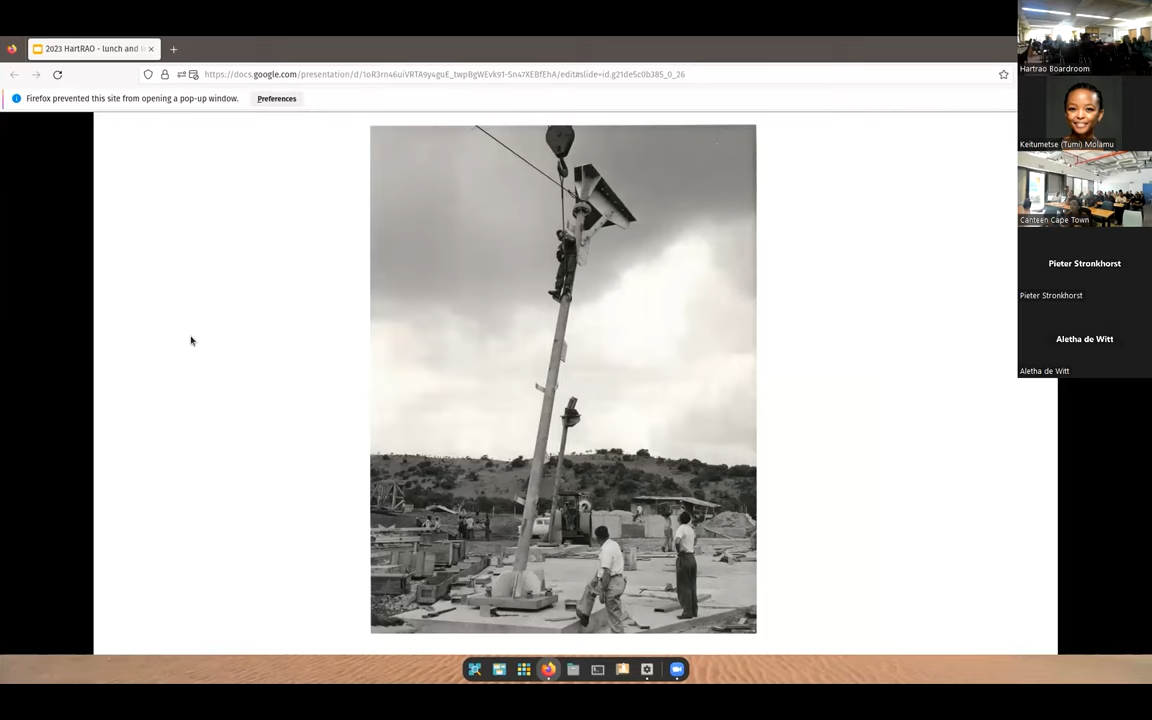 2023 HartRAO - lunch and l
https://docs.google.com/presentation/d/1oR3rn46uiVRTA9y4guE_twpBgWEvk91-Sn47XEBfEhA/edit#slide=id.g21de5c0b385_0_26
Firefox prevented this site from opening a pop-up window.
Preferences
Hartrao Boardroom
Keitumetse (Tumi) Molamu
Canteen Cape Town
Pieter Stronkhorst
Pieter Stronkhorst
Aletha de Witt
Aletha de Witt